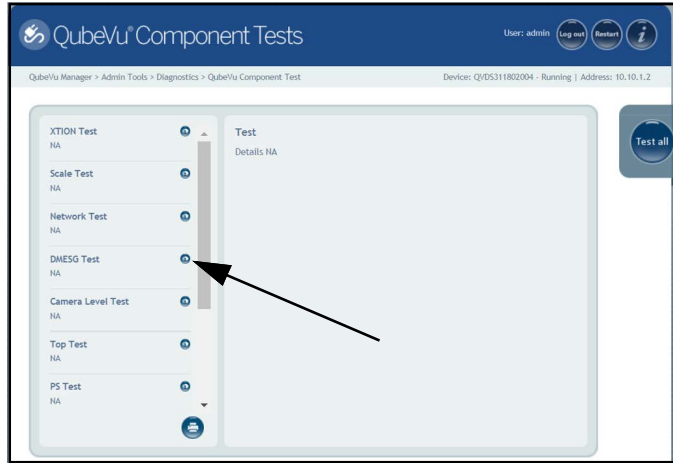 QubeVu® Component Tests
User: admin
Log out
Restart
i
QubeVu Manager > Admin Tools > Diagnostics > QubeVu Component Test
Device: QVDS311802004 - Running | Address: 10.10.1.2
XTION Test
NA
Scale Test
NA
Network Test
NA
DMESG Test
NA
Camera Level Test
NA
Top Test
NA
PS Test
NA
Test
Details NA
Test all